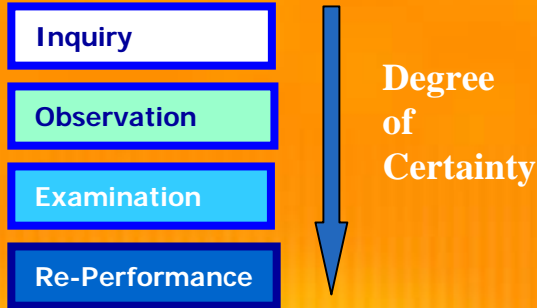 Inquiry
Observation
Examination
Re-Performance
Degree
of
Certainty